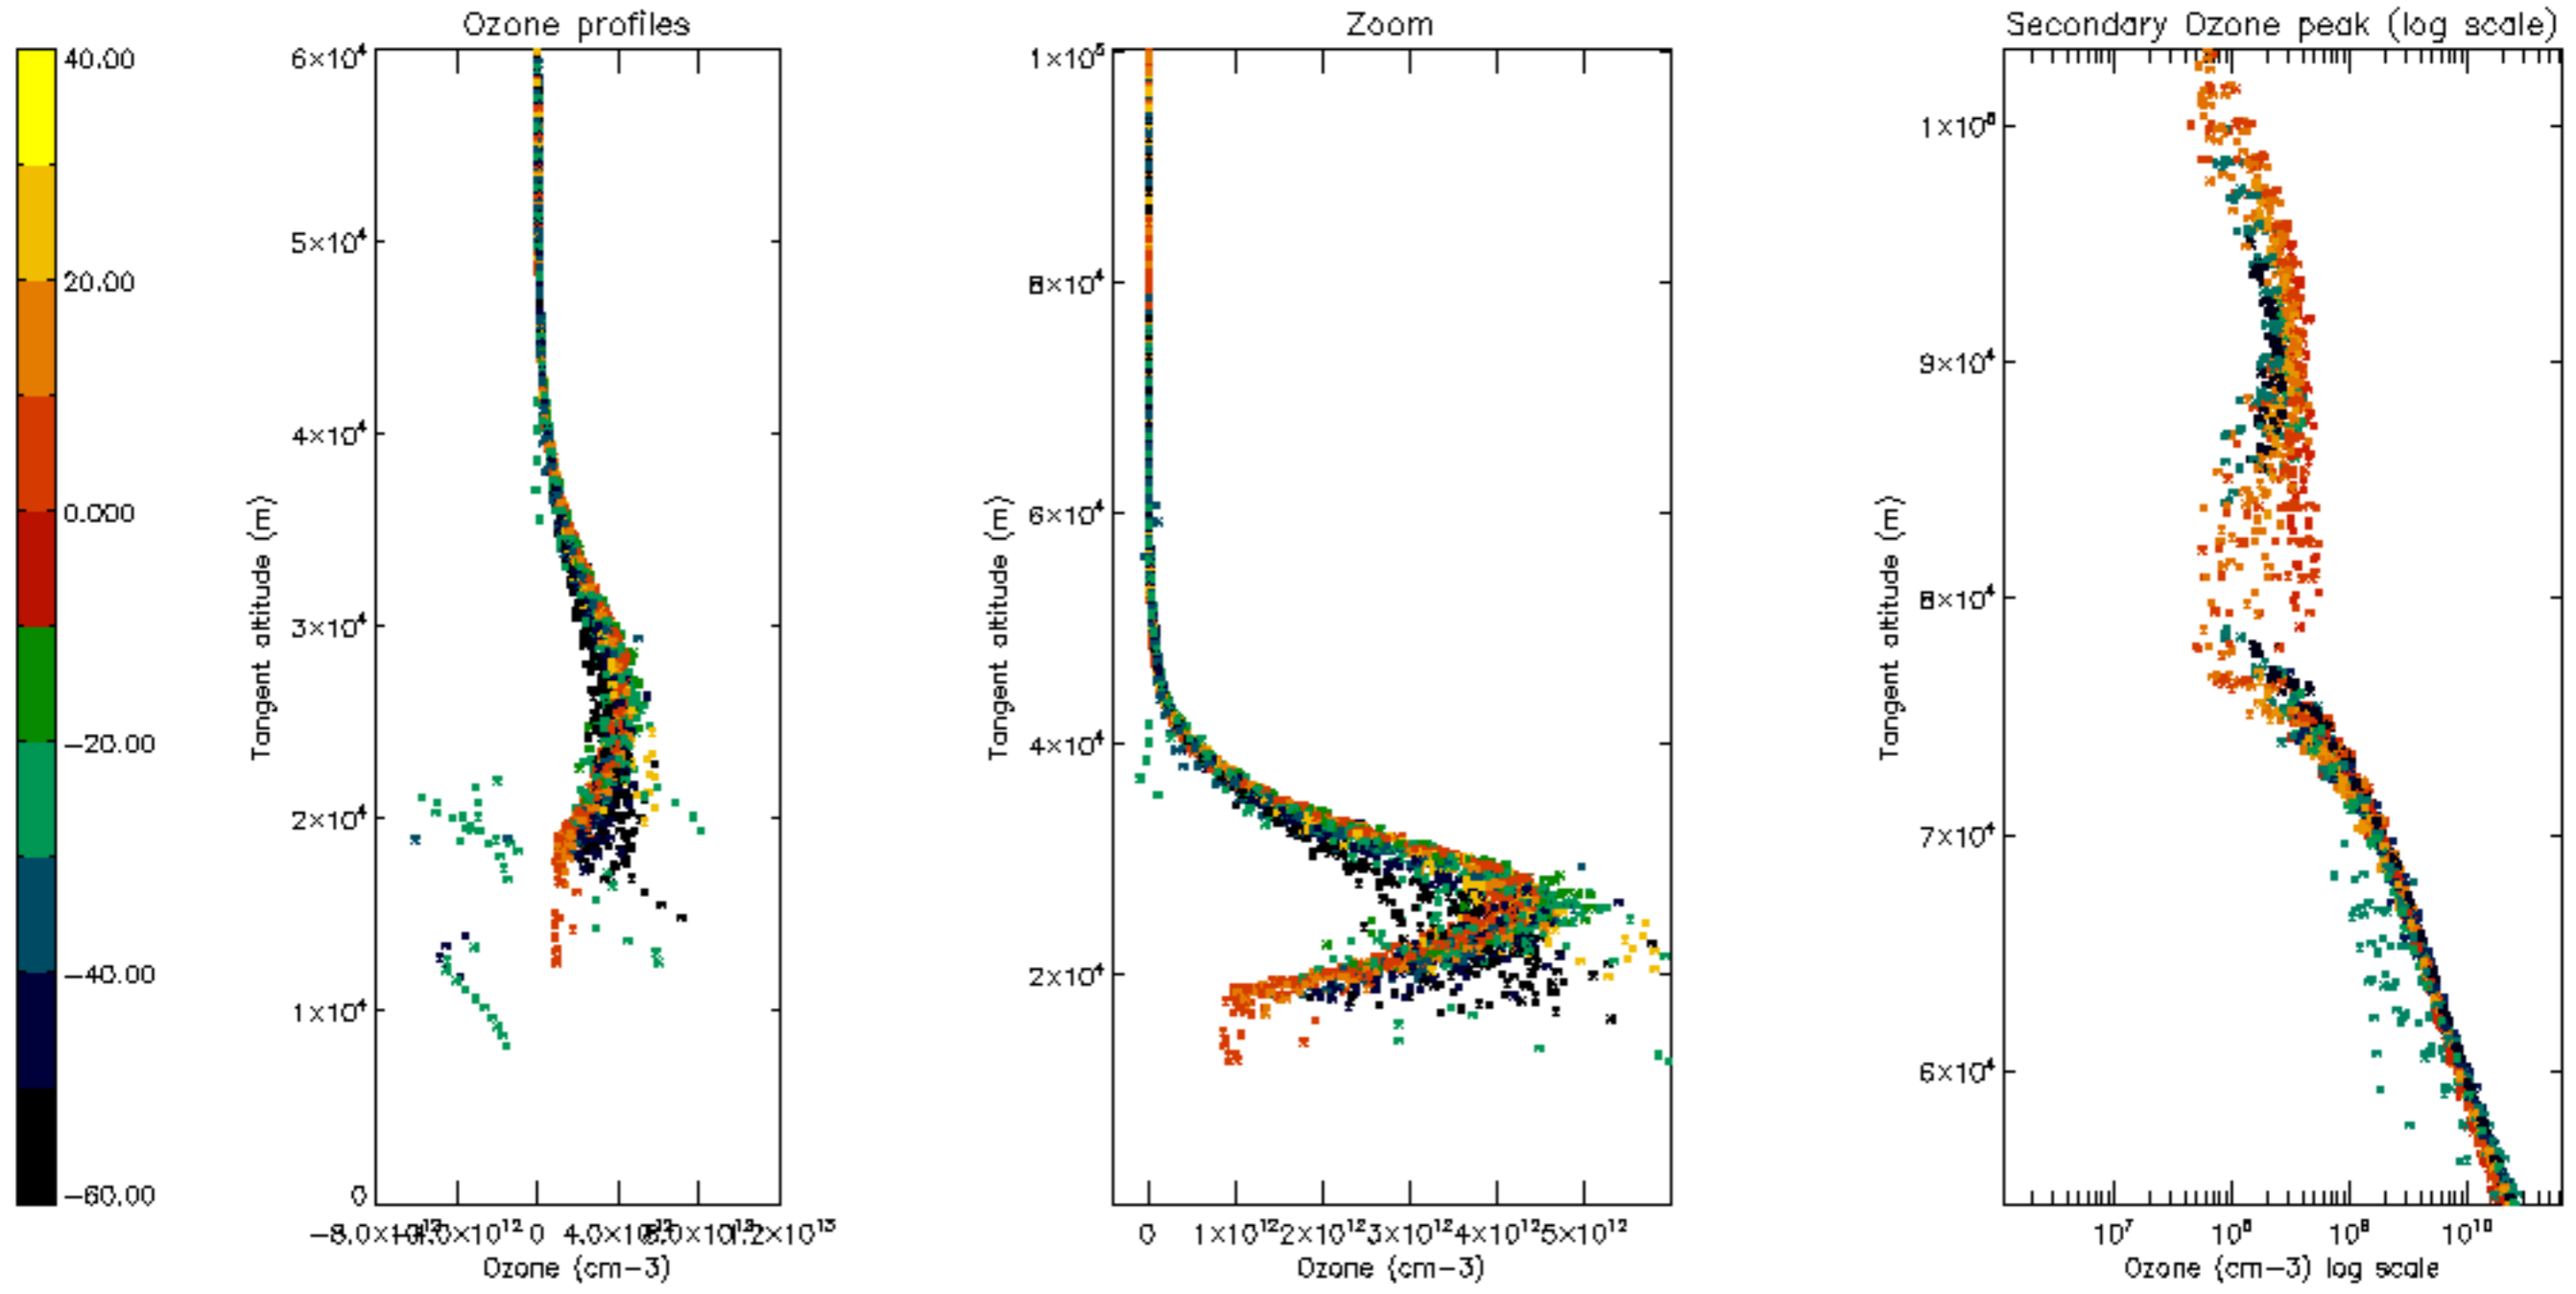 Ozone profiles
Zoom
Secondary Ozone peak (log scale)
40.00
20.00
0.000
−20.00
−40.00
−60.00
Tangent altitude (m)
6×10⁴
5×10⁴
4×10⁴
3×10⁴
2×10⁴
1×10⁴
0
0
Ozone (cm−3)
Tangent altitude (m)
1×10⁵
8×10⁴
6×10⁴
4×10⁴
2×10⁴
0 1×10¹² 2×10¹² 3×10¹² 4×10¹² 5×10¹²
Ozone (cm−3)
Tangent altitude (m)
1×10⁵
9×10⁴
8×10⁴
7×10⁴
6×10⁴
10⁷ 10⁸ 10⁹ 10¹⁰
Ozone (cm−3) log scale